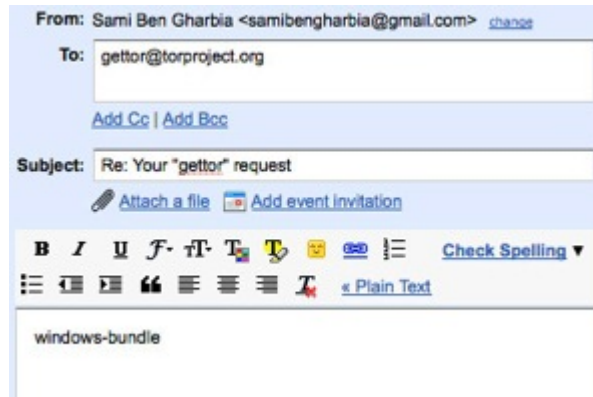 From: Sami Ben Gharbia <samibengharbia@gmail.com> change
To: gettor@torproject.org
Add Cc | Add Bcc
Subject: Re: Your "gettor" request
Attach a file Add event invitation
B I U F T T T Check Spelling ▼
T « Plain Text
windows-bundle